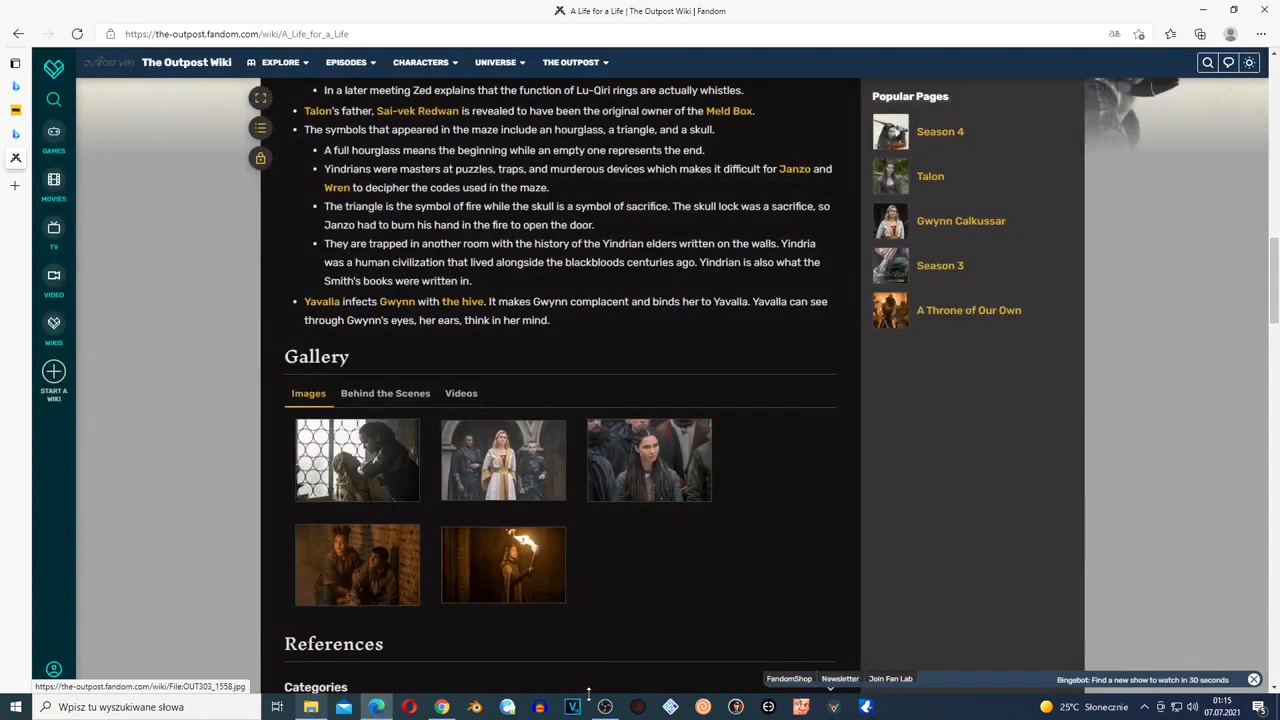 A Life for a Life | The Outpost Wiki | Fandom
https://the-outpost.fandom.com/wiki/A_Life_for_a_Life
The Outpost Wiki
EXPLORE
EPISODES
CHARACTERS
UNIVERSE
THE OUTPOST
GAMES
MOVIES
TV
VIDEO
WIKIS
START A
WIKI
In a later meeting Zed explains that the function of Lu-Qiri rings are actually whistles.
Talon's father, Sai-vek Redwan is revealed to have been the original owner of the Meld Box.
The symbols that appeared in the maze include an hourglass, a triangle, and a skull.
A full hourglass means the beginning while an empty one represents the end.
Yindrians were masters at puzzles, traps, and murderous devices which makes it difficult for Janzo and
Wren to decipher the codes used in the maze.
The triangle is the symbol of fire while the skull is a symbol of sacrifice. The skull lock was a sacrifice, so
Janzo had to burn his hand in the fire to open the door.
They are trapped in another room with the history of the Yindrian elders written on the walls. Yindria
was a human civilization that lived alongside the blackbloods centuries ago. Yindrian is also what the
Smith's books were written in.
Yavalla infects Gwynn with the hive. It makes Gwynn complacent and binds her to Yavalla. Yavalla can see
through Gwynn's eyes, her ears, think in her mind.
Gallery
Images
Behind the Scenes
Videos
References
Categories
Popular Pages
Season 4
Talon
Gwynn Calkussar
Season 3
A Throne of Our Own
FandomShop
Newsletter
Join Fan Lab
Bingebot: Find a new show to watch in 30 seconds
https://the-outpost.fandom.com/wiki/File:OUT303_1558.jpg
Wpisz tu wyszukiwane słowa
25°C Słonecznie
01:15
07.07.2021